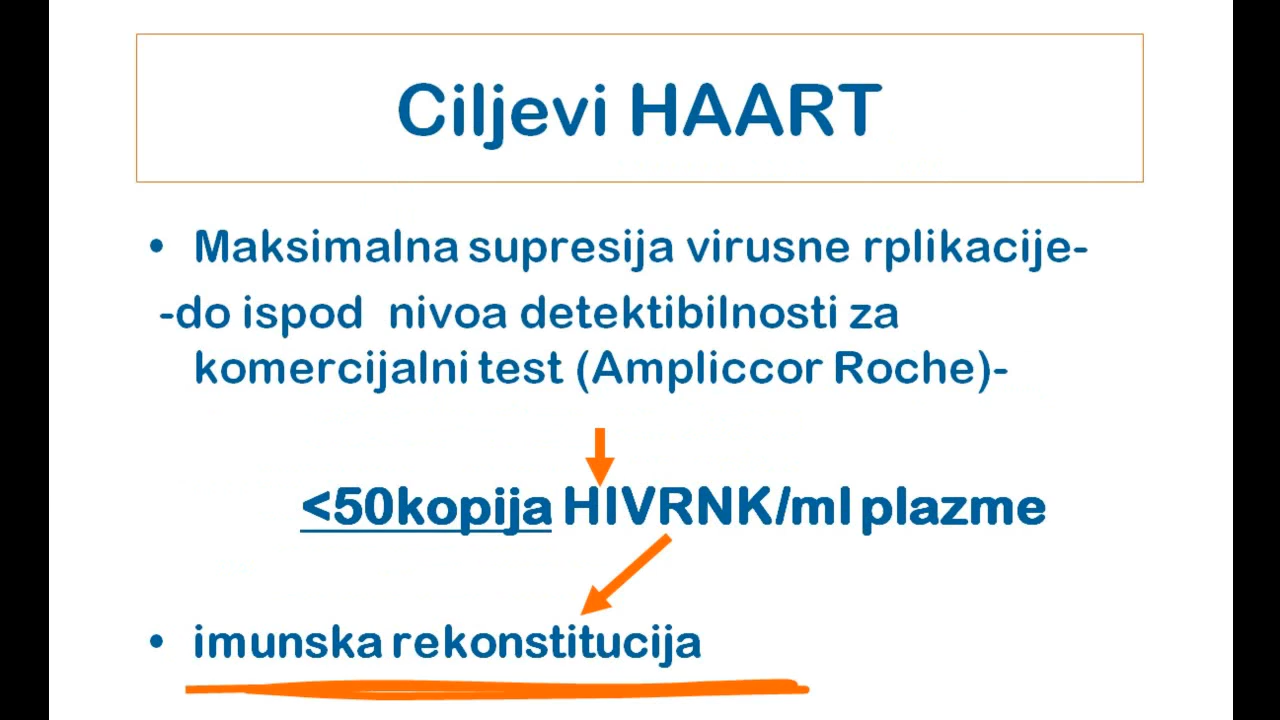 Ciljevi HAART
• Maksimalna supresija virusne rplikacije-
-do ispod nivoa detektibilnosti za
komercijalni test (Ampliccor Roche)-
<50kopija HIVRNK/ml plazme
• imunska rekonstitucija